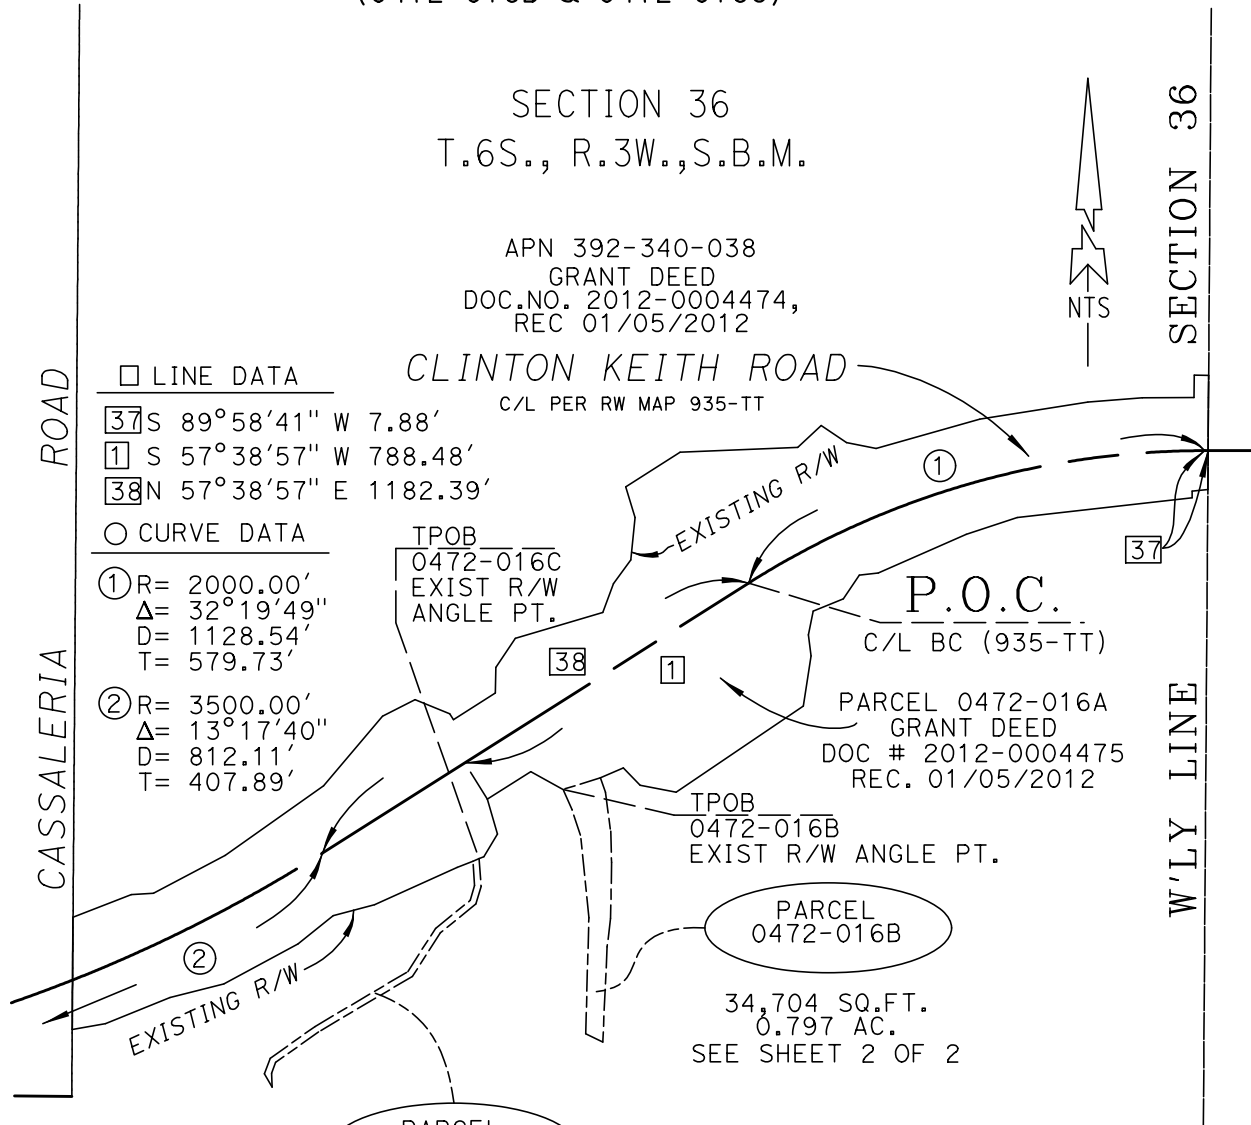 SECTION 36
T.6S., R.3W.,S.B.M.
APN 392-340-038
GRANT DEED
DOC.NO. 2012-0004474,
REC 01/05/2012
CLINTON KEITH ROAD
C/L PER RW MAP 935-TT
NTS
SECTION 36
W'LY LINE
CASSALERIA ROAD
LINE DATA
37 S 89°58'41" W 7.88'
1 S 57°38'57" W 788.48'
38 N 57°38'57" E 1182.39'
CURVE DATA
1 R= 2000.00'
Δ= 32°19'49"
D= 1128.54'
T= 579.73'
2 R= 3500.00'
Δ= 13°17'40"
D= 812.11'
T= 407.89'
TPOB
0472-016C
EXIST R/W
ANGLE PT.
EXISTING R/W
1
37
P.O.C.
C/L BC (935-TT)
38
1
PARCEL 0472-016A
GRANT DEED
DOC # 2012-0004475
REC. 01/05/2012
TPOB
0472-016B
EXIST R/W ANGLE PT.
PARCEL
0472-016B
34,704 SQ.FT.
0.797 AC.
SEE SHEET 2 OF 2
2
EXISTING R/W
PARCEL